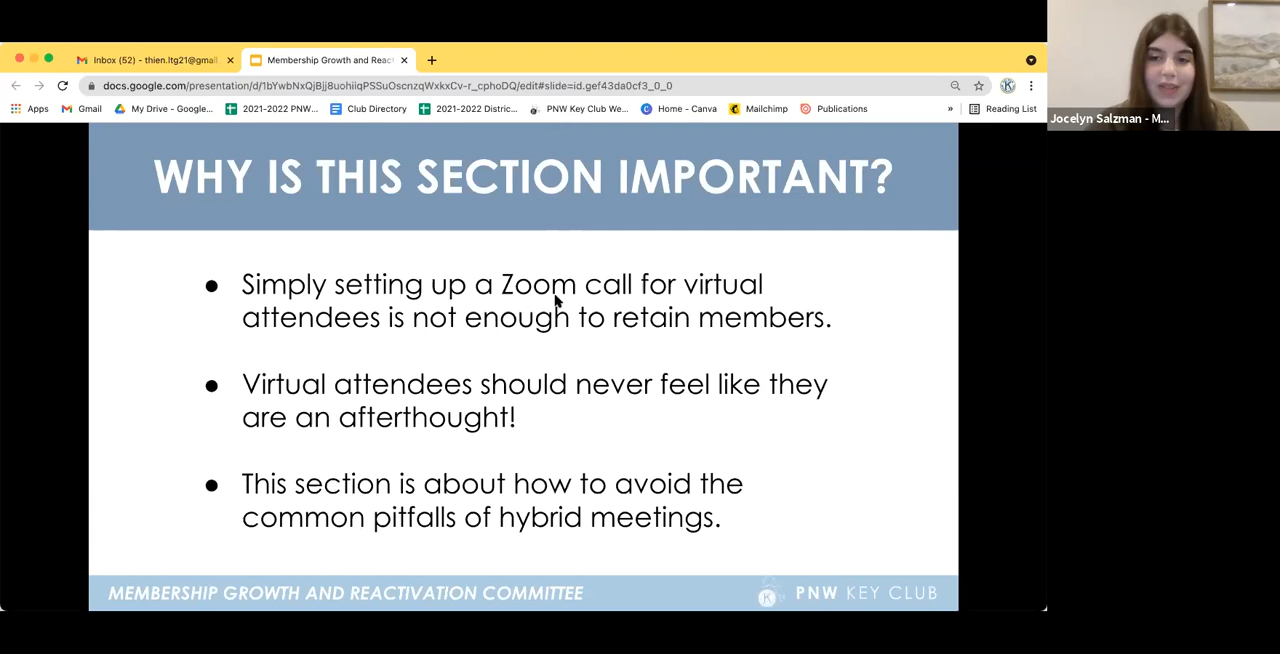 Inbox (52) - thien.ltg21@gmail
Membership Growth and Reac
docs.google.com/presentation/d/1bYwbNxQjBJj8uohiiqPSSuOscnzqWxkxCv-r_cphoDQ/edit#slide=id.gef43da0cf3_0_0
Apps Gmail My Drive - Google... 2021-2022 PNW... Club Directory 2021-2022 Distric... PNW Key Club We... Home - Canva Mailchimp Publications » Reading List
Jocelyn Salzman - M...
WHY IS THIS SECTION IMPORTANT?
● Simply setting up a Zoom call for virtual
attendees is not enough to retain members.
● Virtual attendees should never feel like they
are an afterthought!
● This section is about how to avoid the
common pitfalls of hybrid meetings.
MEMBERSHIP GROWTH AND REACTIVATION COMMITTEE
K PNW KEY CLUB